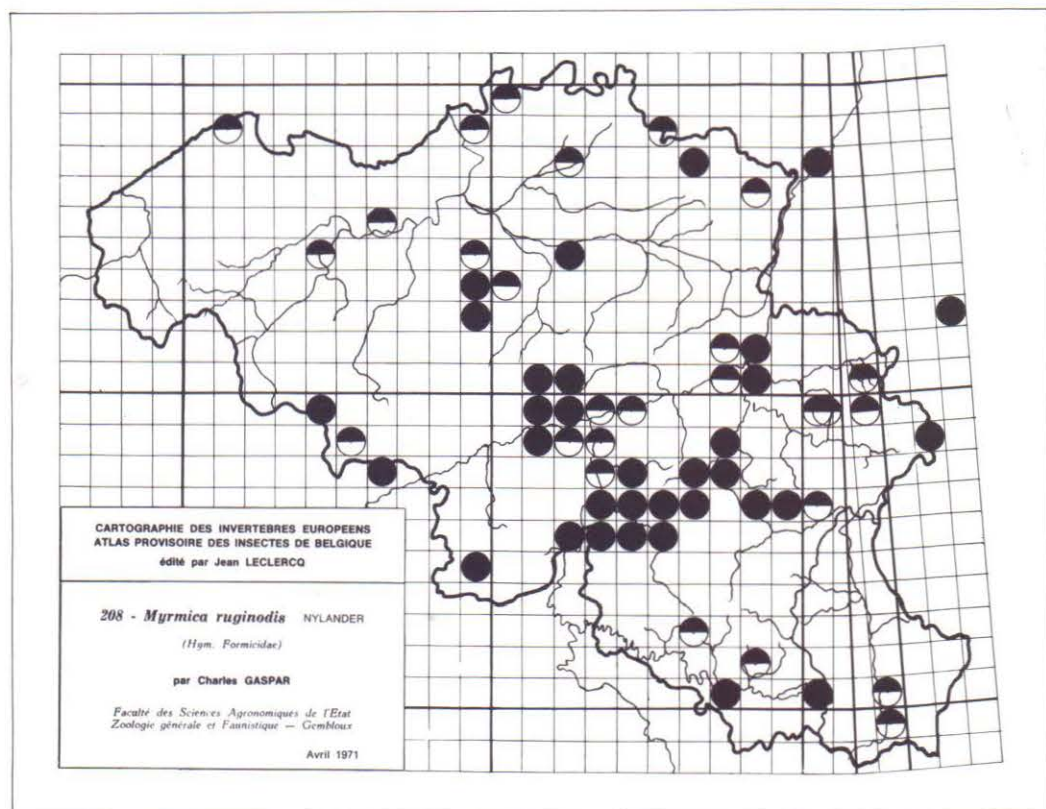 CARTOGRAPHIE DES INVERTEBRES EUROPEENS
ATLAS PROVISOIRE DES INSECTES DE BELGIQUE
édité par Jean LECLERCQ
208 - Myrmica ruginodis NYLANDER
(Hym. Formicidae)
par Charles GASPAR
Faculté des Sciences Agronomiques de l'Etat
Zoologie générale et Faunistique — Gembloux
Avril 1971